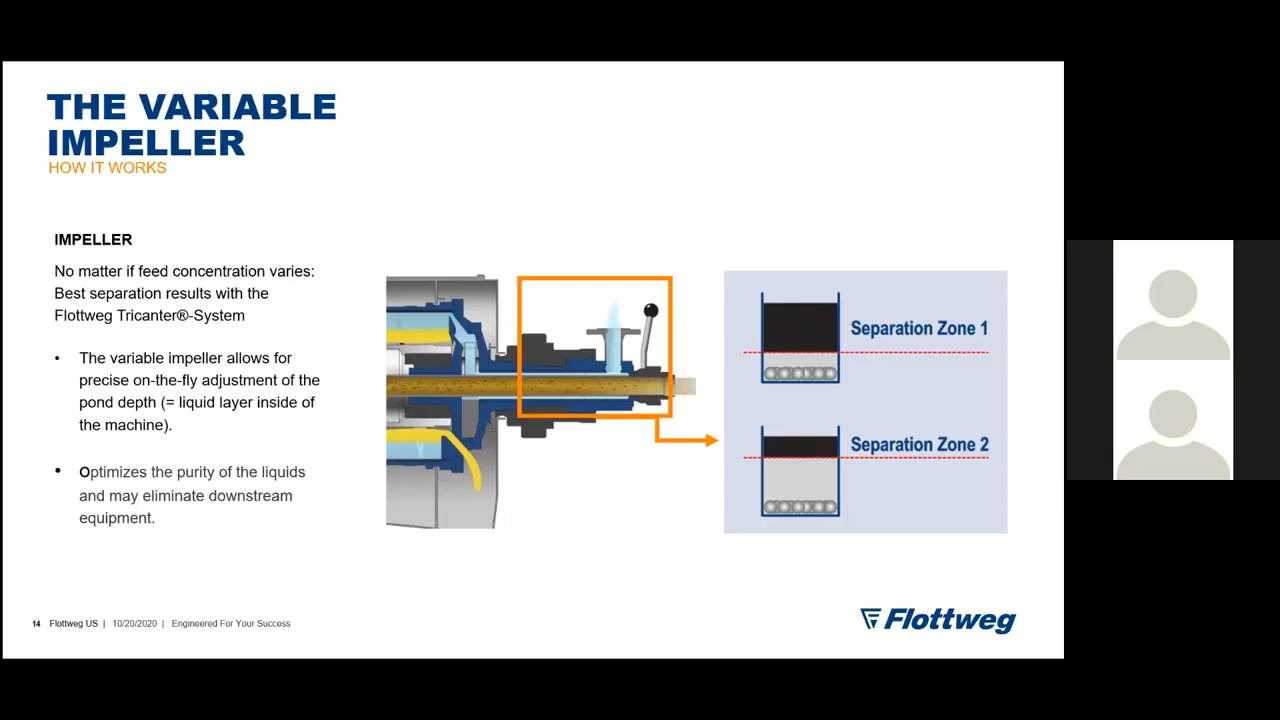 THE VARIABLE
IMPELLER
HOW IT WORKS
IMPELLER
No matter if feed concentration varies:
Best separation results with the
Flottweg Tricanter®-System
• The variable impeller allows for
precise on-the-fly adjustment of the
pond depth (= liquid layer inside of
the machine).
• Optimizes the purity of the liquids
and may eliminate downstream
equipment.
Separation Zone 1
Separation Zone 2
14 Flottweg US | 10/20/2020 | Engineered For Your Success
Flottweg